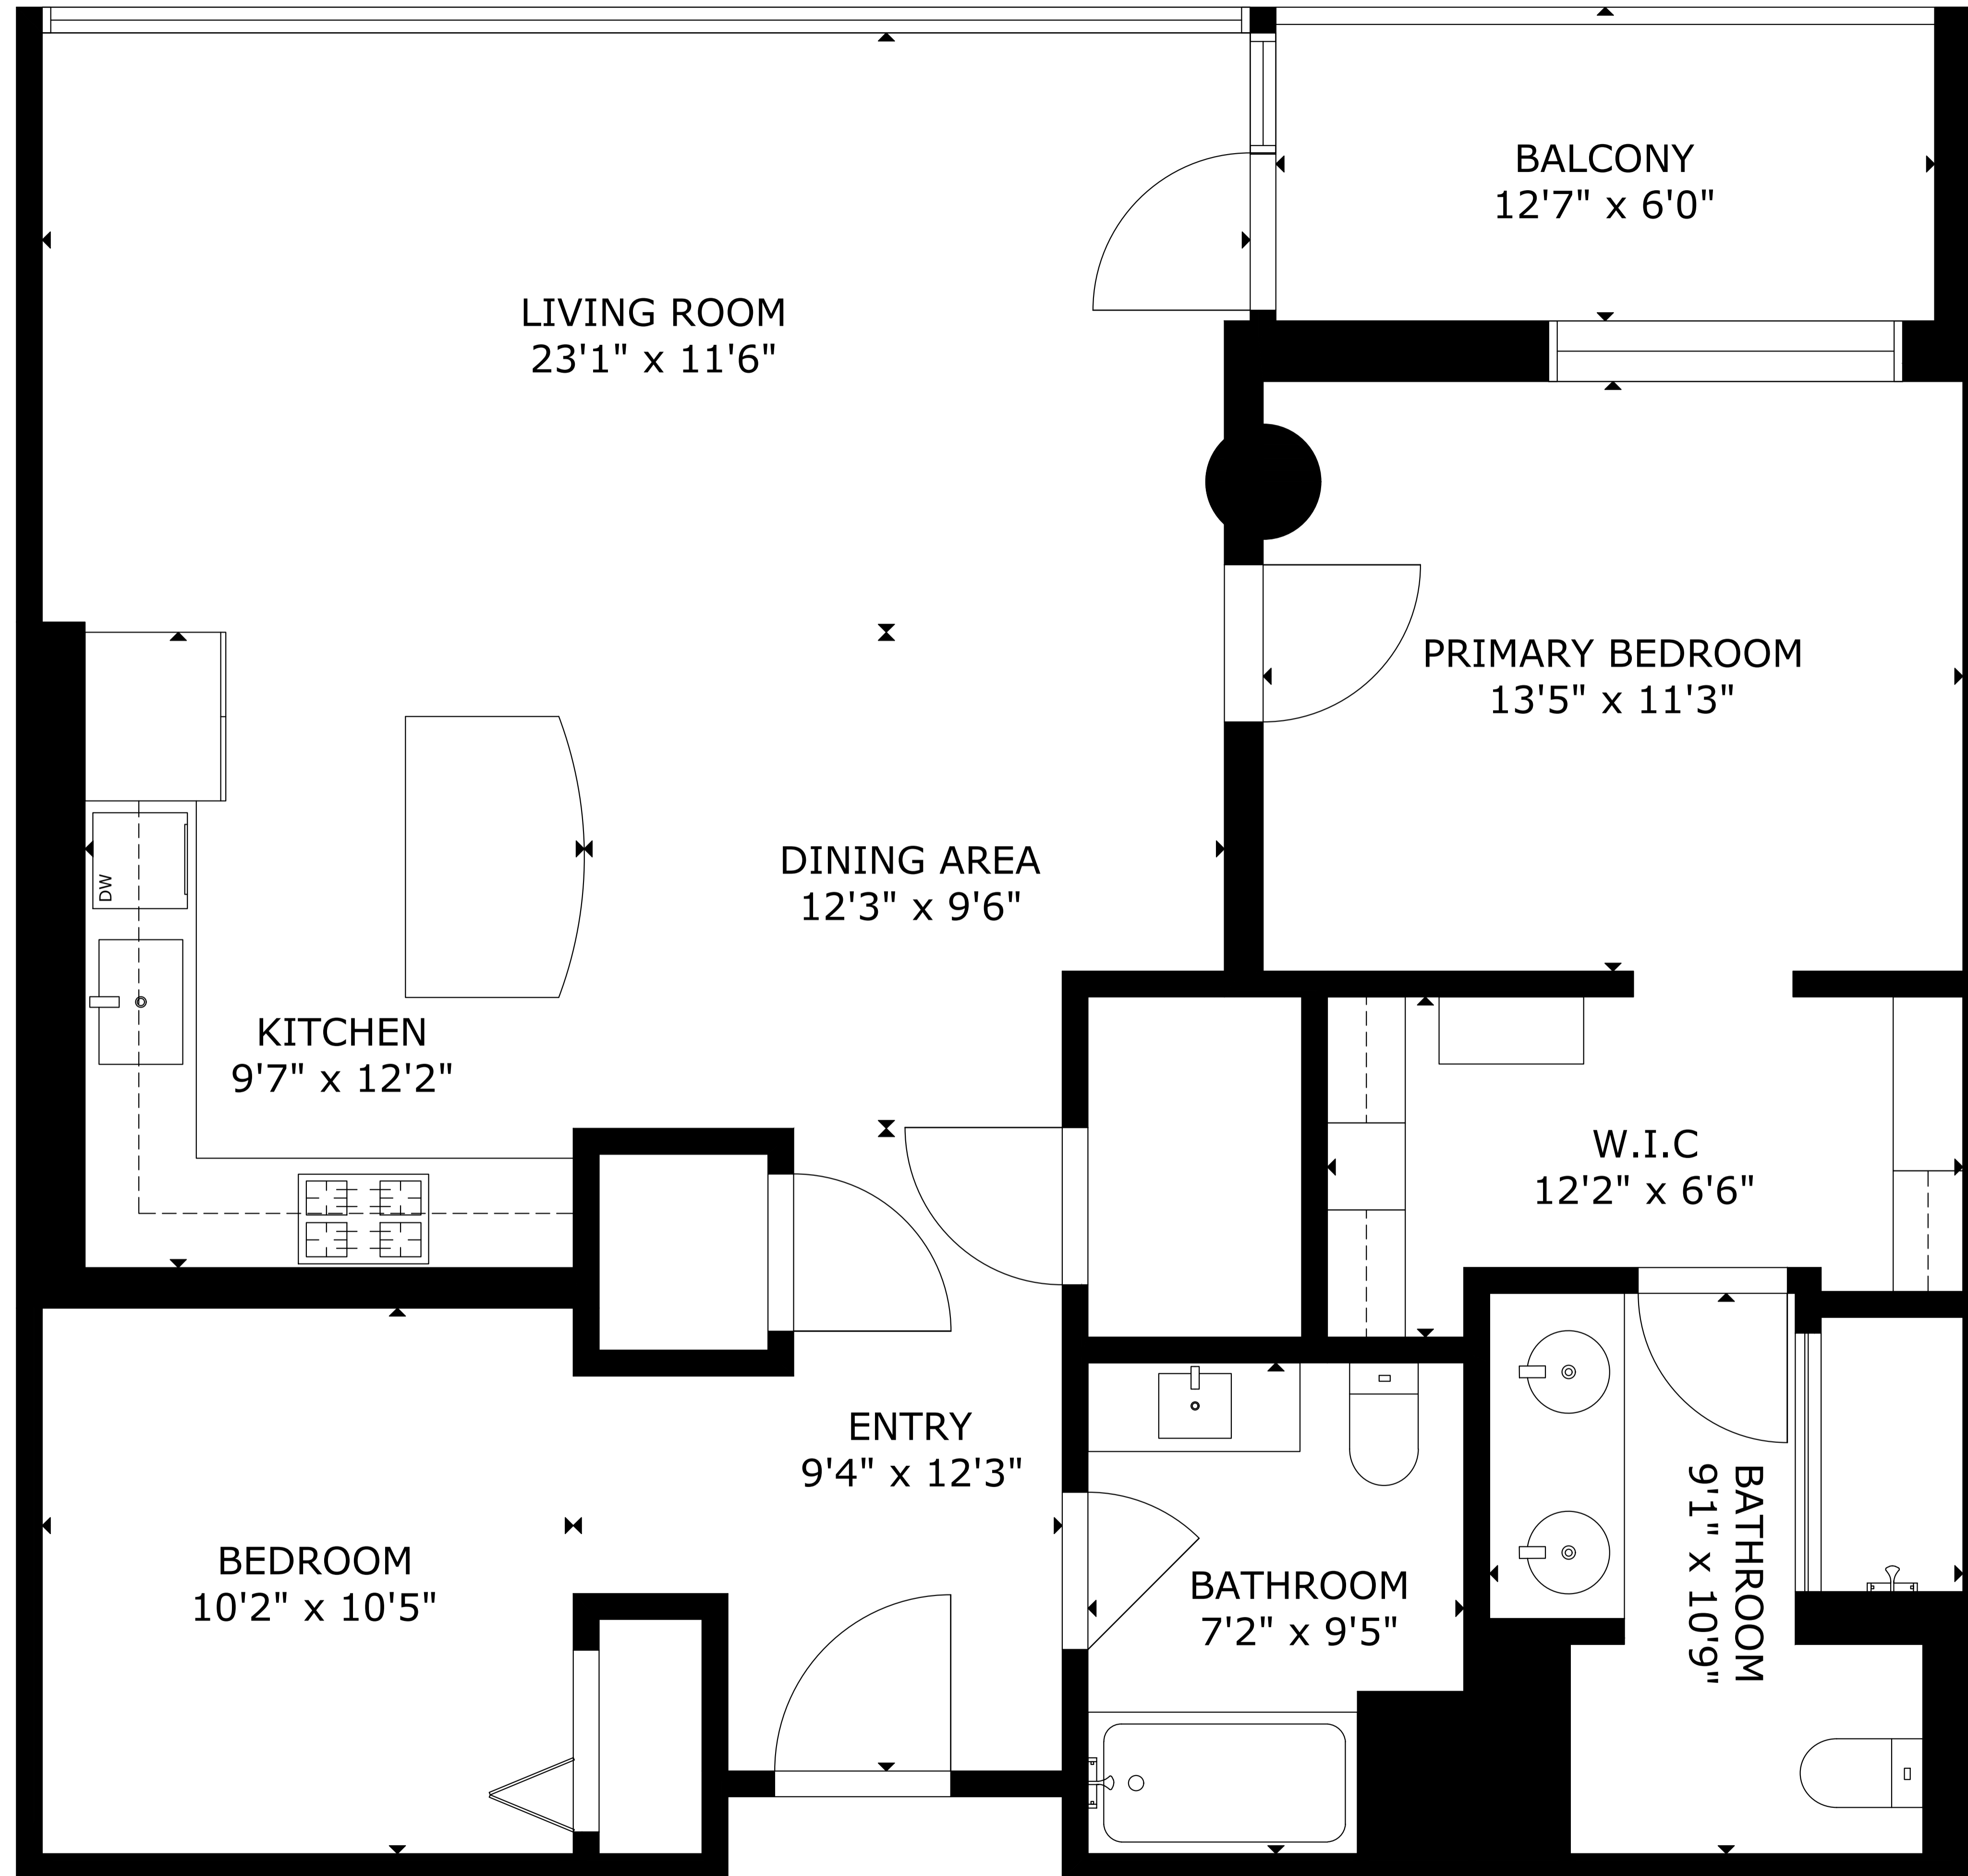 BALCONY
12'7" x 6'0"
LIVING ROOM
23'1" x 11'6"
PRIMARY BEDROOM
13'5" x 11'3"
DINING AREA
12'3" x 9'6"
DW
KITCHEN
9'7" x 12'2"
W.I.C
12'2" x 6'6"
ENTRY
9'4" x 12'3"
BEDROOM
10'2" x 10'5"
BATHROOM
7'2" x 9'5"
BATHROOM
9'1" x 10'9"